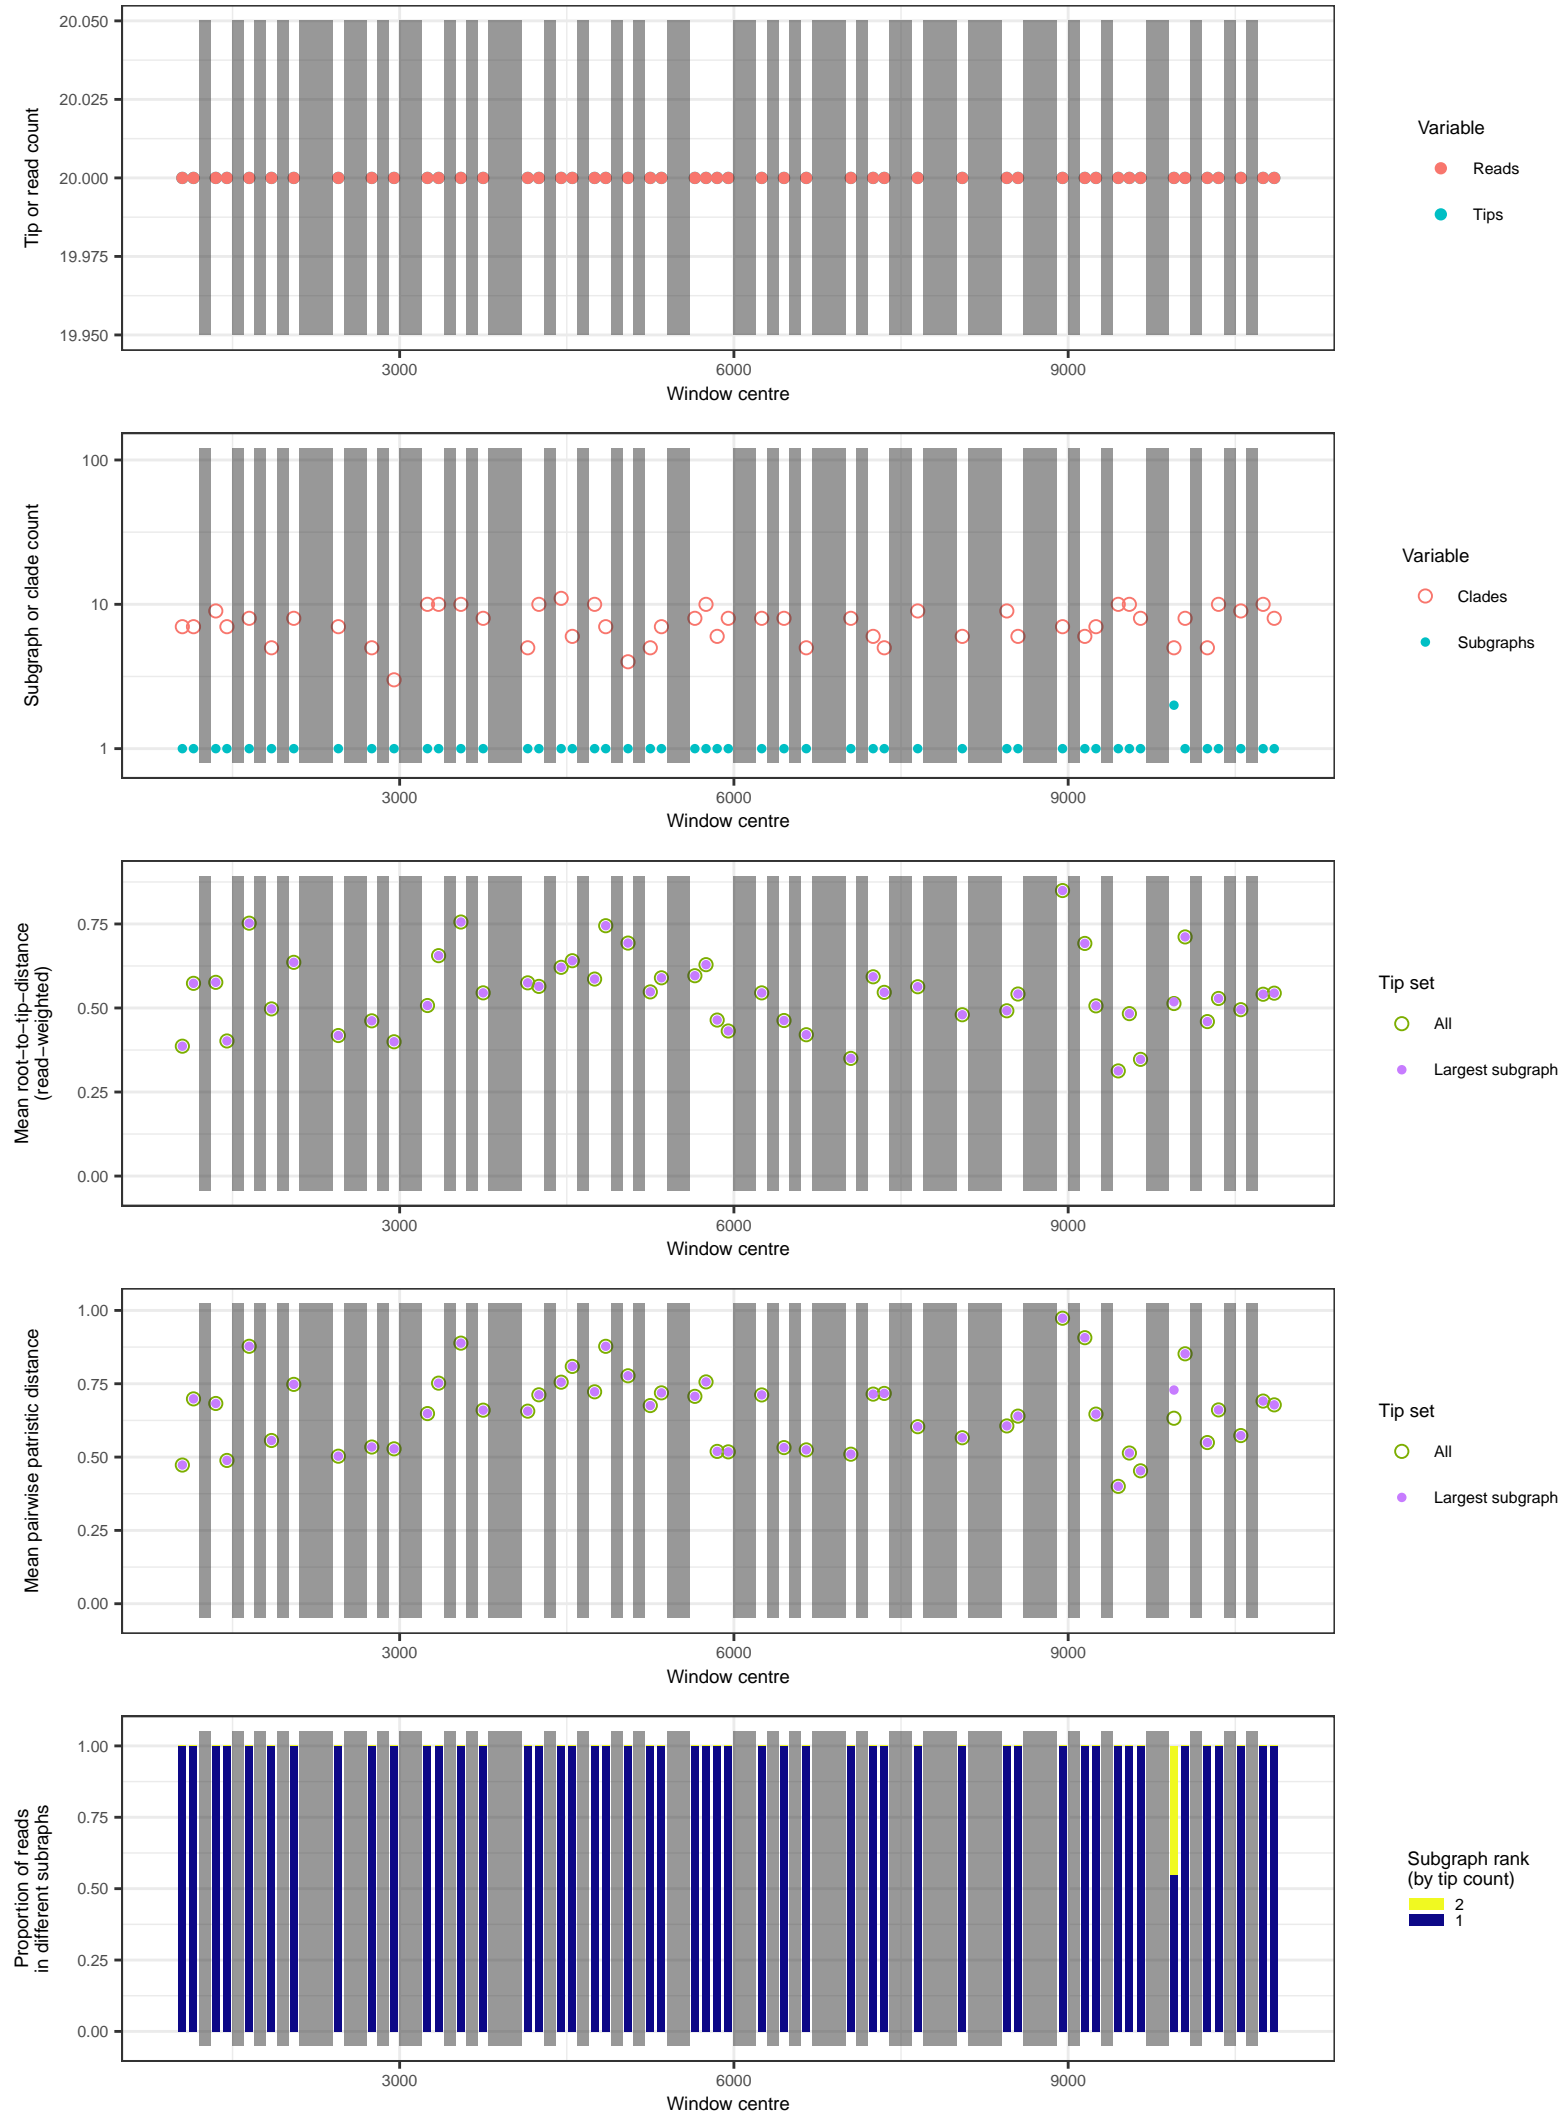 20.050
20.025
20.000
19.975
19.950
Tip or read count
3000
6000
9000
Window centre
Variable
Reads
Tips
100
10
1
Subgraph or clade count
3000
6000
9000
Window centre
Variable
Clades
Subgraphs
0.75
0.50
0.25
0.00
Mean root−to−tip−distance
(read−weighted)
3000
6000
9000
Window centre
Tip set
All
Largest subgraph
1.00
0.75
0.50
0.25
0.00
Mean pairwise patristic distance
3000
6000
9000
Window centre
Tip set
All
Largest subgraph
1.00
0.75
0.50
0.25
0.00
Proportion of reads
in different subraphs
3000
6000
9000
Window centre
Subgraph rank
(by tip count)
2
1